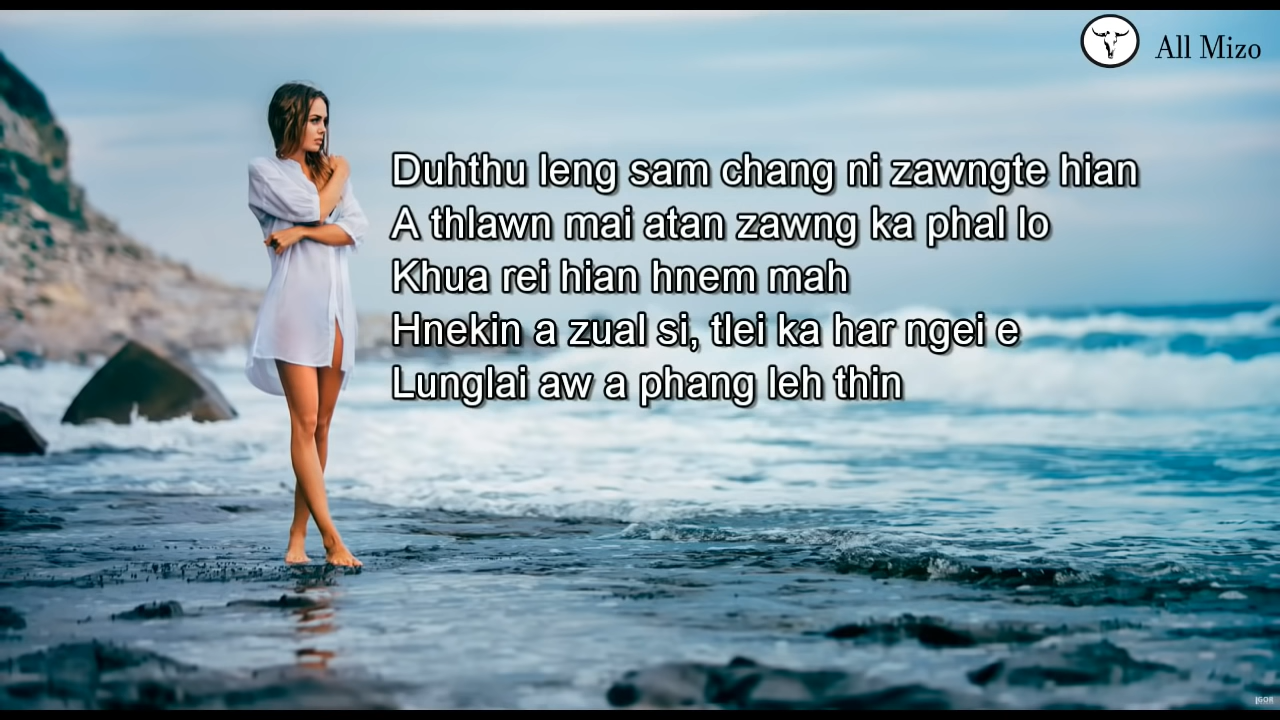 All Mizo
Duhthu leng sam chang ni zawngte hian
A thlawn mai atan zawng ka phal lo
Khua rei hian hnem mah
Hnekin a zual si, tlei ka har ngei e
Lunglai aw a phang leh thin
IGOR